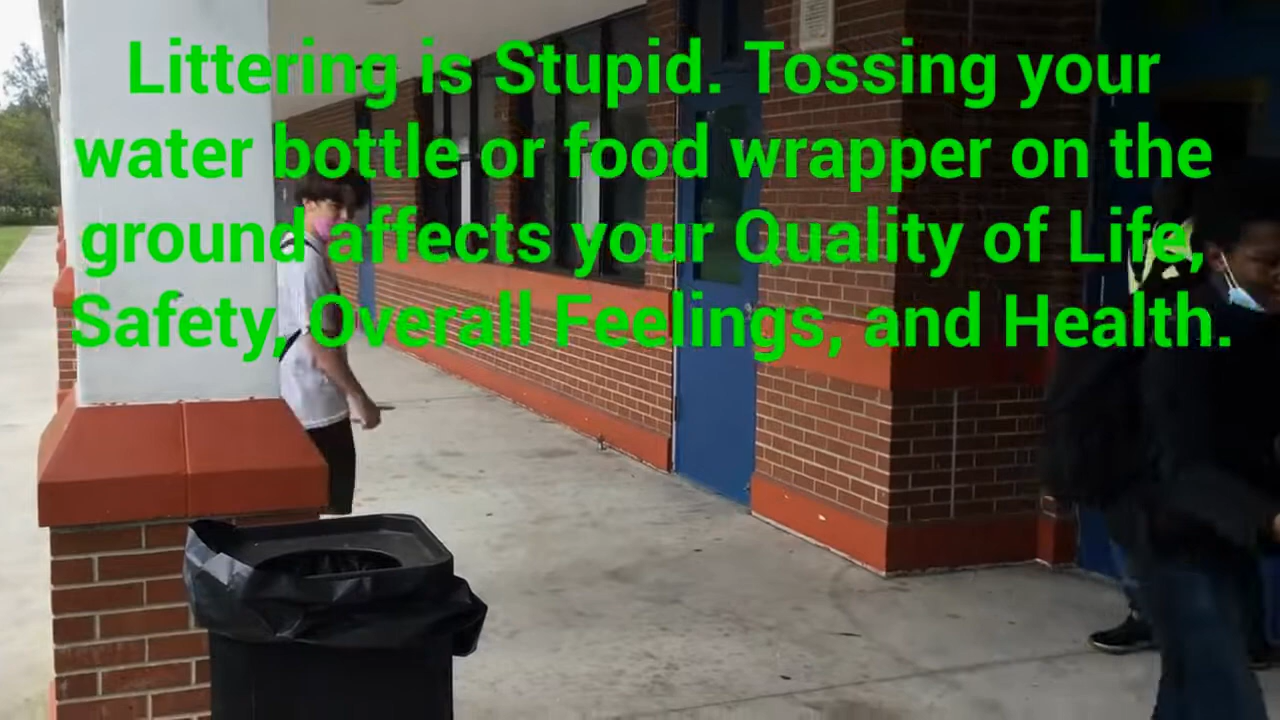 Littering is Stupid. Tossing your
water bottle or food wrapper on the
ground affects your Quality of Life,
Safety, Overall Feelings, and Health.